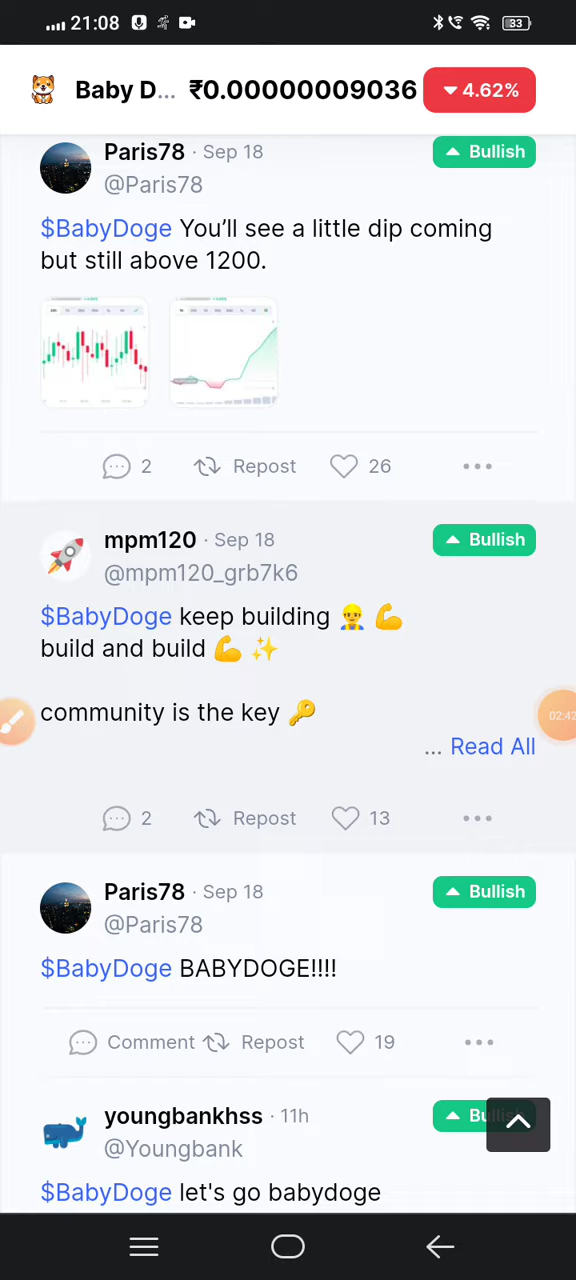 21:08
33
Baby D... ₹0.00000009036 4.62%
Paris78 · Sep 18 Bullish
@Paris78
$BabyDoge You’ll see a little dip coming
but still above 1200.
2 Repost 26
mpm120 · Sep 18 Bullish
@mpm120_grb7k6
$BabyDoge keep building 👷 💪
build and build 💪 ✨
community is the key 🔑
02:42
... Read All
2 Repost 13
Paris78 · Sep 18 Bullish
@Paris78
$BabyDoge BABYDOGE!!!!
Comment Repost 19
youngbankhss · 11h Bullish
@Youngbank
$BabyDoge let's go babydoge